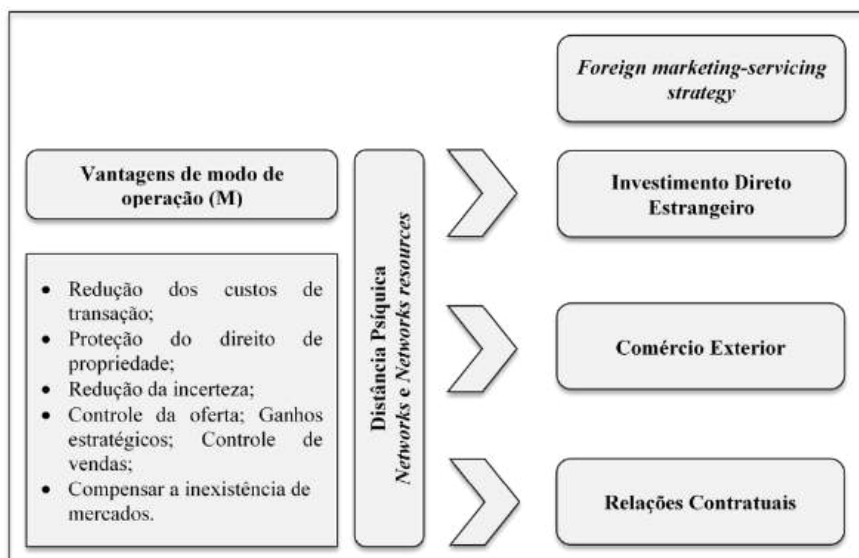 Foreign marketing-servicing
strategy
Vantagens de modo de
operação (M)
• Redução dos custos de
transação;
• Proteção do direito de
propriedade;
• Redução da incerteza;
• Controle da oferta; Ganhos
estratégicos; Controle de
vendas;
• Compensar a inexistência de
mercados.
Distância Psíquica
Networks e Networks resources
Investimento Direto
Estrangeiro
Comércio Exterior
Relações Contratuais